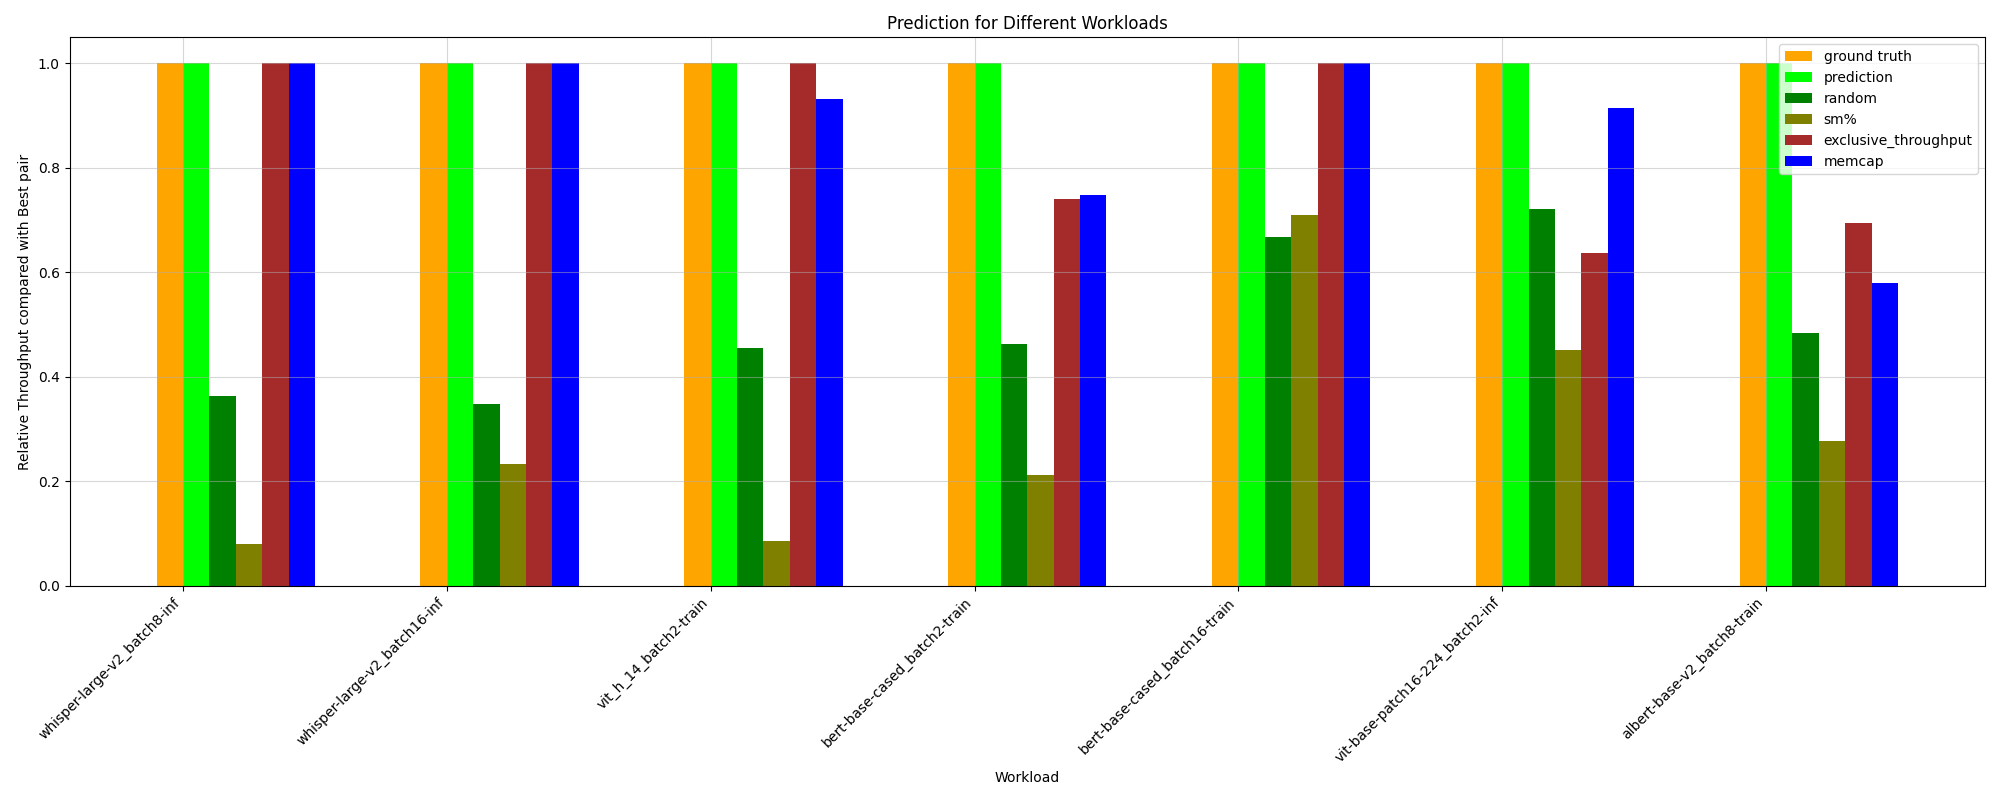 Prediction for Different Workloads
Relative Throughput compared with Best pair
1.0
0.8
0.6
0.4
0.2
0.0
ground truth
prediction
random
sm%
exclusive_throughput
memcap
whisper-large-v2_batch8-inf
whisper-large-v2_batch16-inf
vit_h_14_batch2-train
bert-base-cased_batch2-train
bert-base-cased_batch16-train
vit-base-patch16-224_batch2-inf
albert-base-v2_batch8-train
Workload